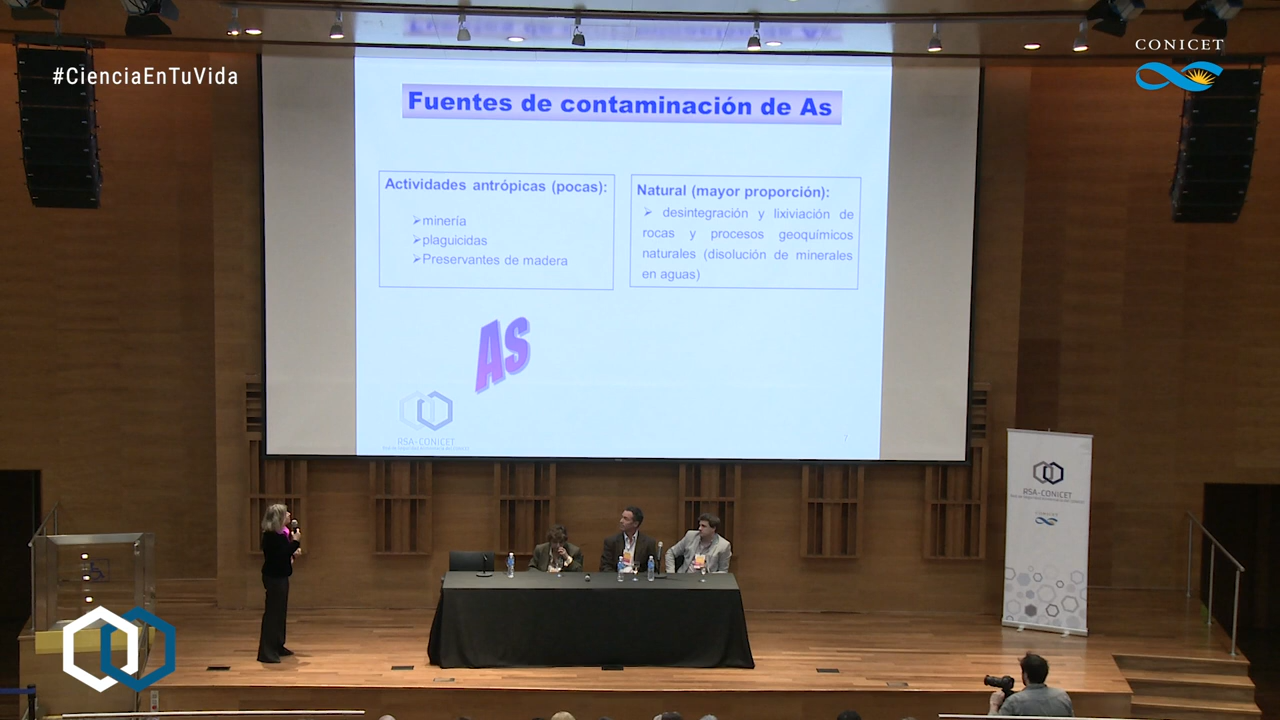 #CienciaEnTuVida
CONICET
Fuentes de contaminación de As
Actividades antrópicas (pocas):
➢minería
➢plaguicidas
➢Preservantes de madera
Natural (mayor proporción):
➢ desintegración y lixiviación de
rocas y procesos geoquímicos
naturales (disolución de minerales
en aguas)
As
RSA-CONICET
7
RSA-CONICET
CONICET